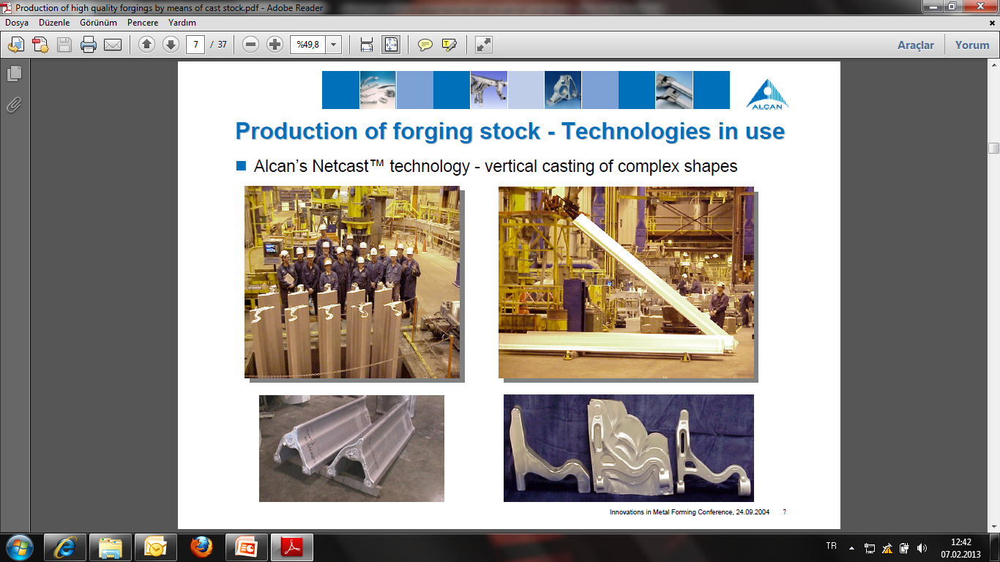 Production of high quality forgings by means of cast stock.pdf - Adobe Reader
Dosya Düzenle Görünüm Pencere Yardım
7 / 37 %49,8 Araçlar Yorum
ALCAN
Production of forging stock - Technologies in use
Alcan’s Netcast™ technology - vertical casting of complex shapes
Innovations in Metal Forming Conference, 24.09.2004 7
TR 12:42
07.02.2013